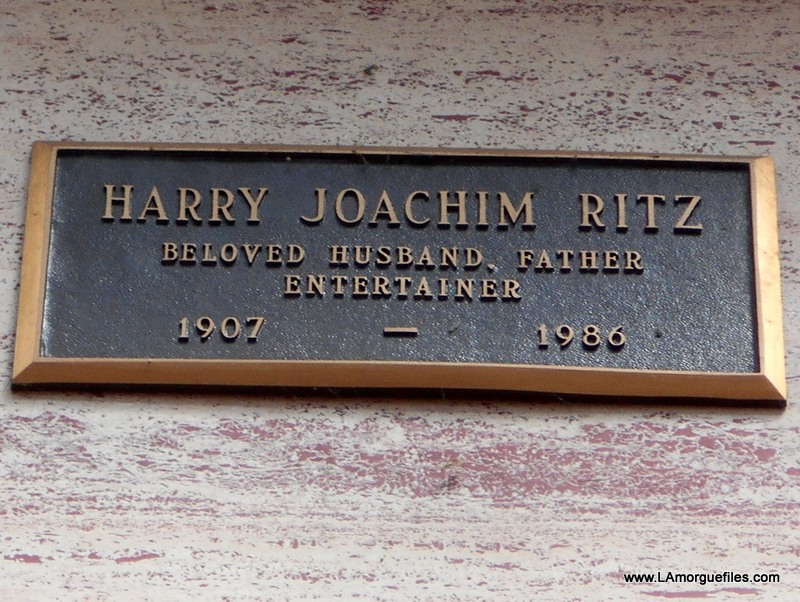 HARRY JOACHIM RITZ
BELOVED HUSBAND, FATHER
ENTERTAINER
1907 — 1986
www.LAmorguefiles.com